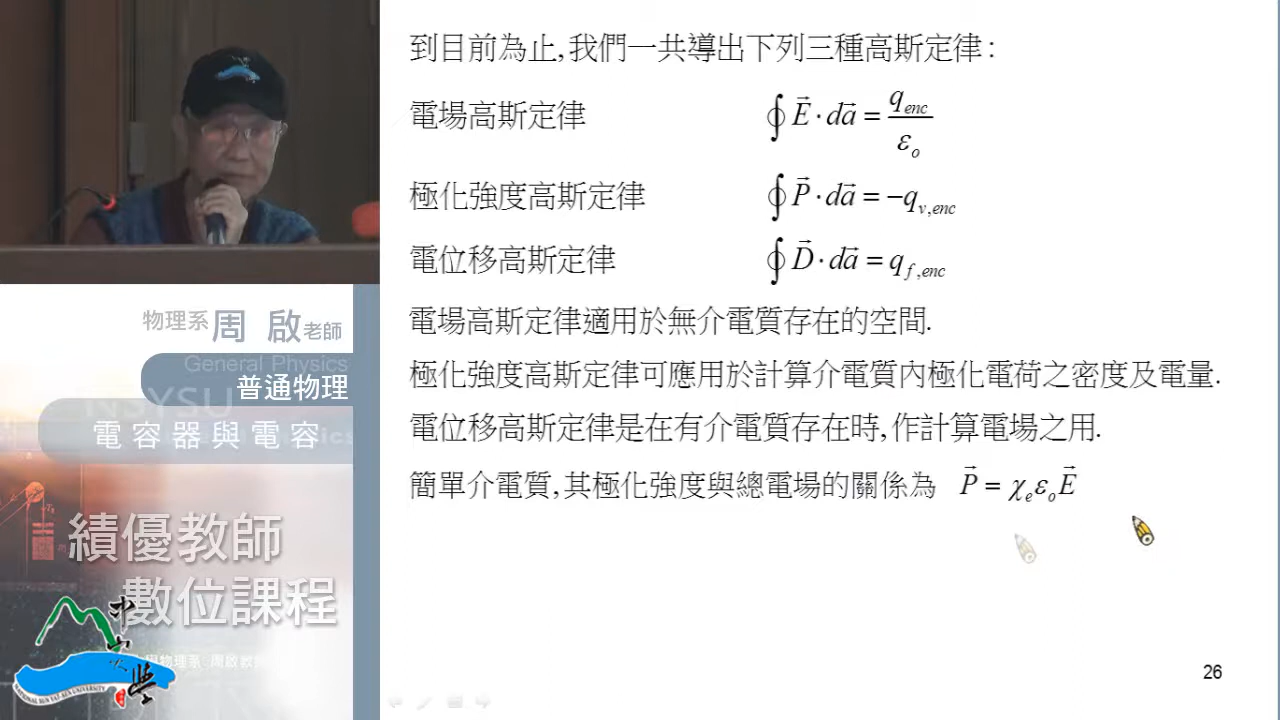 到目前為止,我們一共導出下列三種高斯定律:
電場高斯定律 ∮E⃗·da⃗ = q_enc/ε_o
極化強度高斯定律 ∮P⃗·da⃗ = −q_v,enc
電位移高斯定律 ∮D⃗·da⃗ = q_f,enc
電場高斯定律適用於無介電質存在的空間.
極化強度高斯定律可應用於計算介電質內極化電荷之密度及電量.
電位移高斯定律是在有介電質存在時,作計算電場之用.
簡單介電質,其極化強度與總電場的關係為 P⃗ = χ_e ε_o E⃗
26
物理系周 啟老師
General Physics
普通物理
NSYSU
電容器與電容
績優教師
數位課程
NATIONAL SUN YAT-SEN UNIVERSITY